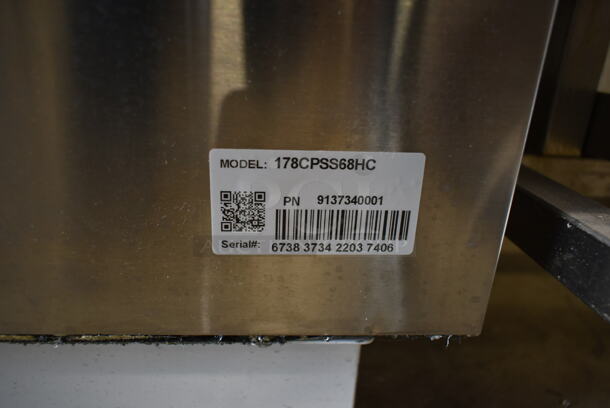 MODEL: 178CPSS68HC
PN 9137340001
Serial#: 6738 3734 2203 7406